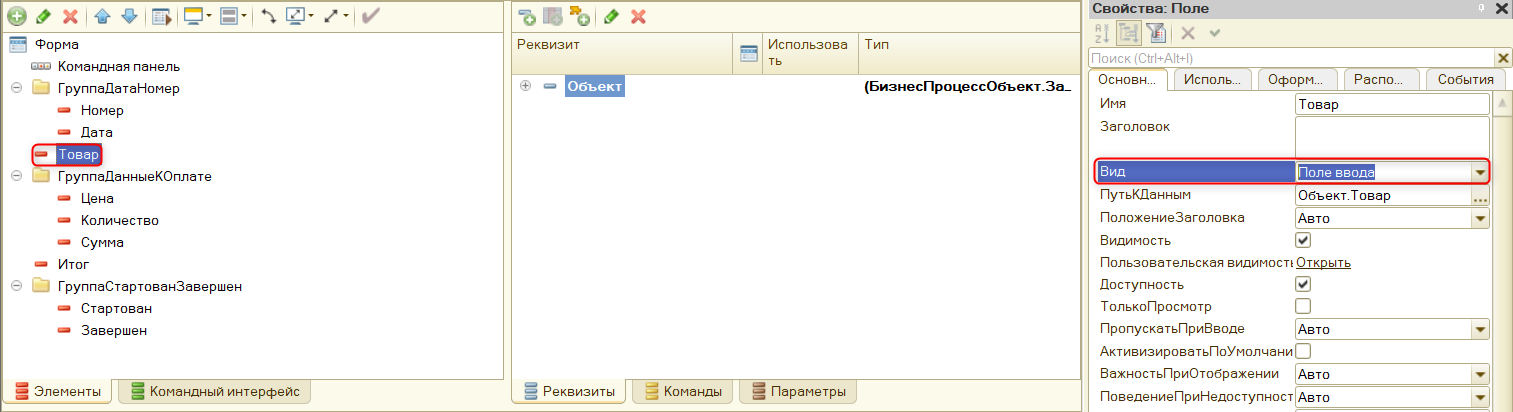 Форма
Командная панель
ГруппаДатаНомер
Номер
Дата
Товар
ГруппаДанныеКОплате
Цена
Количество
Сумма
Итог
ГруппаСтартованЗавершен
Стартован
Завершен
Элементы
Командный интерфейс
Реквизит
Использова
ть
Тип
Объект
(БизнесПроцессОбъект.За...
Реквизиты
Команды
Параметры
Свойства: Поле
Поиск (Ctrl+Alt+I)
Основн...
Исполь...
Оформ...
Распо...
События
Имя
Товар
Заголовок
Вид
Поле ввода
ПутьКДанным
Объект.Товар
...
ПоложениеЗаголовка
Авто
Видимость
Пользовательская видимость
Открыть
Доступность
ТолькоПросмотр
ПропускатьПриВводе
Авто
АктивизироватьПоУмолчани
ВажностьПриОтображении
Авто
ПоведениеПриНедоступност
Авто